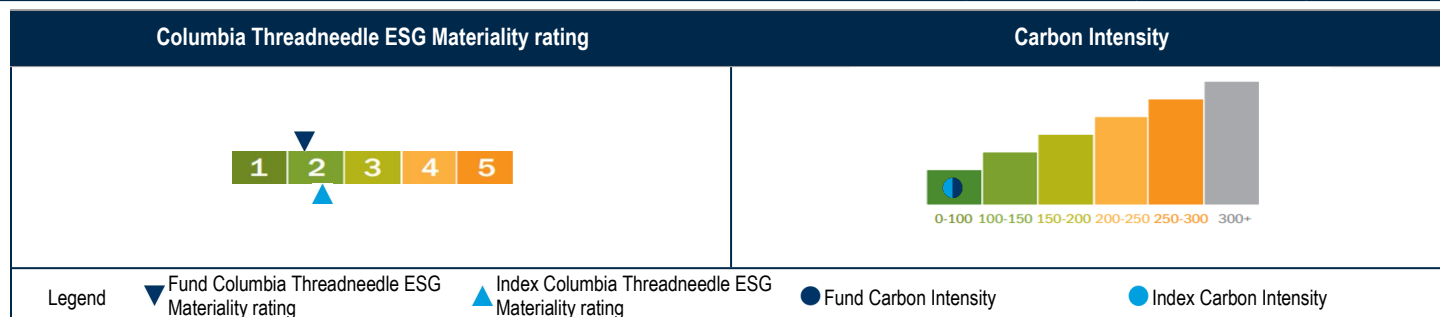 Columbia Threadneedle ESG Materiality rating
Carbon Intensity
1 2 3 4 5
0-100 100-150 150-200 200-250 250-300 300+
Legend
Fund Columbia Threadneedle ESG
Materiality rating
Index Columbia Threadneedle ESG
Materiality rating
Fund Carbon Intensity
Index Carbon Intensity